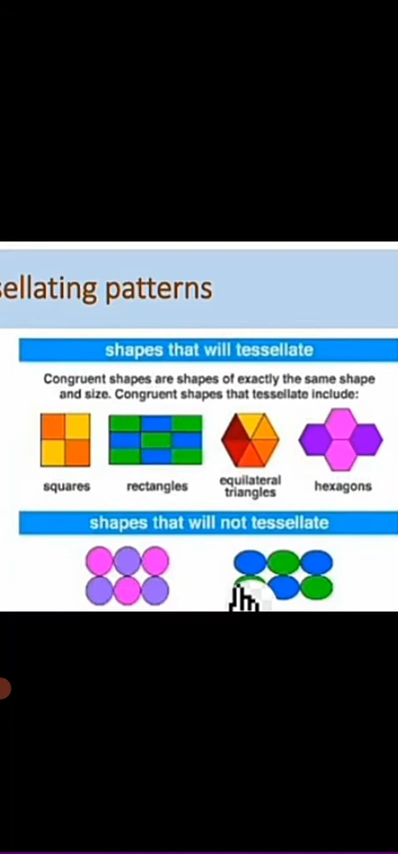 sellating patterns
shapes that will tessellate
Congruent shapes are shapes of exactly the same shape
and size. Congruent shapes that tessellate include:
squares
rectangles
equilateral
triangles
hexagons
shapes that will not tessellate